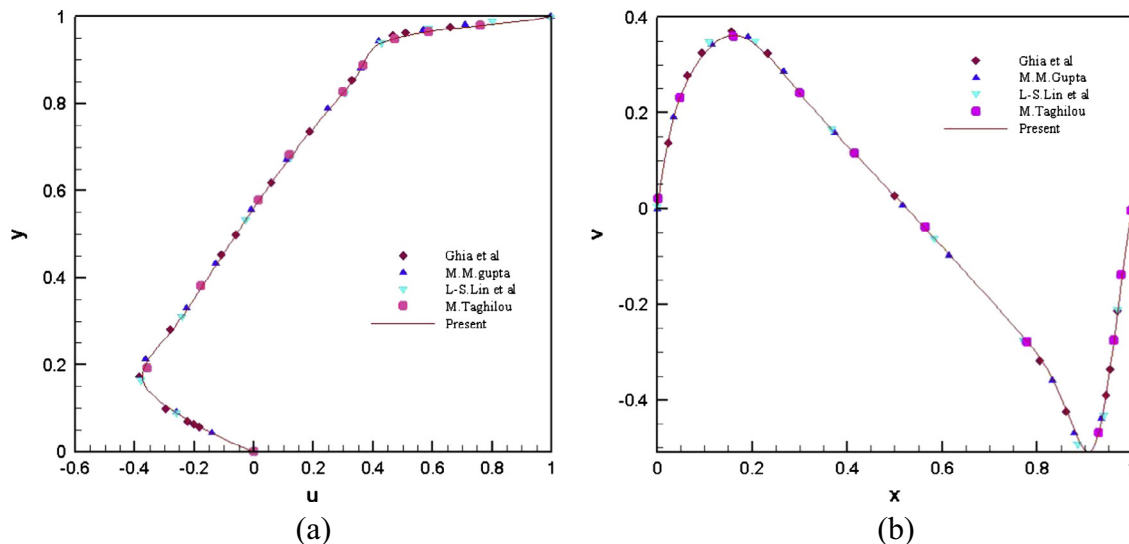 1
0.8
0.6
0.4
0.2
0
y
-0.6 -0.4 -0.2 0 0.2 0.4 0.6 0.8 1
u
Ghia et al
M.M.gupta
L-S.Lin et al
M.Taghilou
Present
(a)
0.4
0.2
0
-0.2
-0.4
v
0 0.2 0.4 0.6 0.8
x
Ghia et al
M.M.Gupta
L-S.Lin et al
M.Taghilou
Present
(b)